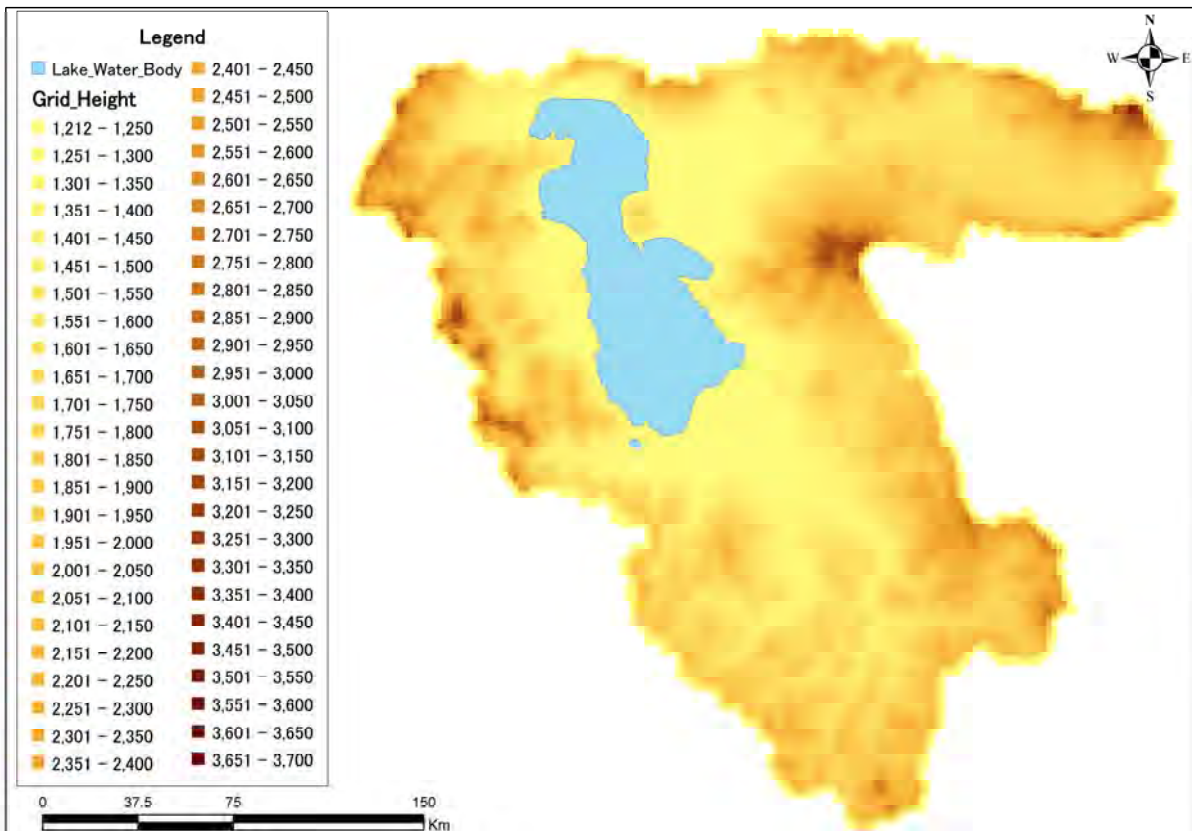 Legend
Lake_Water_Body
Grid_Height
1,212 - 1,250
1,251 - 1,300
1,301 - 1,350
1,351 - 1,400
1,401 - 1,450
1,451 - 1,500
1,501 - 1,550
1,551 - 1,600
1,601 - 1,650
1,651 - 1,700
1,701 - 1,750
1,751 - 1,800
1,801 - 1,850
1,851 - 1,900
1,901 - 1,950
1,951 - 2,000
2,001 - 2,050
2,051 - 2,100
2,101 - 2,150
2,151 - 2,200
2,201 - 2,250
2,251 - 2,300
2,301 - 2,350
2,351 - 2,400
2,401 - 2,450
2,451 - 2,500
2,501 - 2,550
2,551 - 2,600
2,601 - 2,650
2,651 - 2,700
2,701 - 2,750
2,751 - 2,800
2,801 - 2,850
2,851 - 2,900
2,901 - 2,950
2,951 - 3,000
3,001 - 3,050
3,051 - 3,100
3,101 - 3,150
3,151 - 3,200
3,201 - 3,250
3,251 - 3,300
3,301 - 3,350
3,351 - 3,400
3,401 - 3,450
3,451 - 3,500
3,501 - 3,550
3,551 - 3,600
3,601 - 3,650
3,651 - 3,700
N
W E
S
0 37.5 75 150
Km